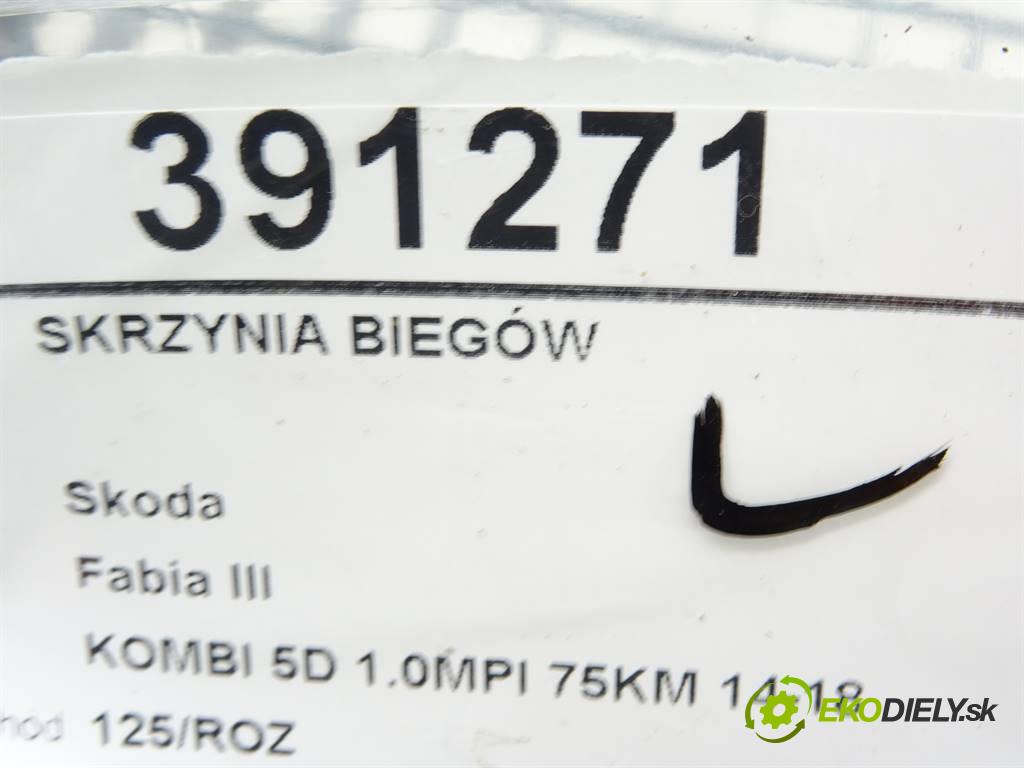 391271
SKRZYNIA BIEGÓW
Skoda
Fabia III
KOMBI 5D 1.0MPI 75KM 14-18
125/ROZ
EKODIELY.sk